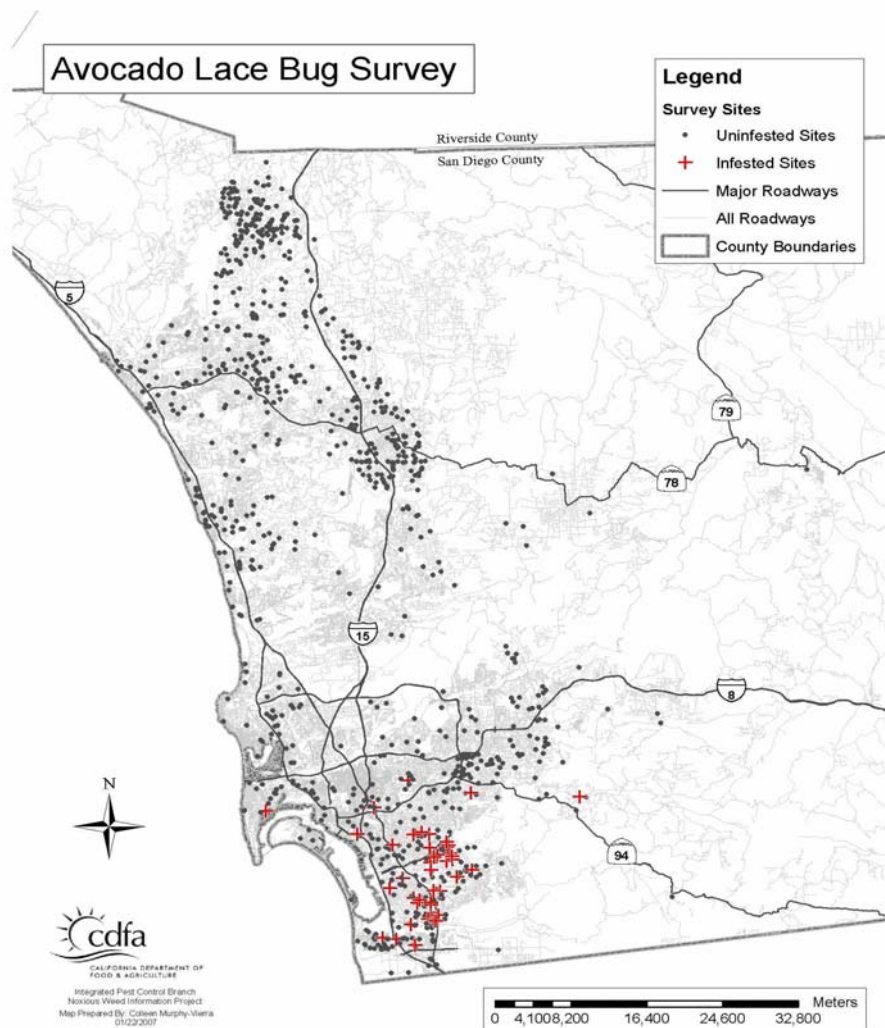 Avocado Lace Bug Survey
Legend
Survey Sites
Uninfested Sites
Infested Sites
Major Roadways
All Roadways
County Boundaries
Riverside County
San Diego County
5
79
78
15
8
94
N
cdfa
CALIFORNIA DEPARTMENT OF
FOOD & AGRICULTURE
Integrated Pest Control Branch
Noxious Weed Information Project
Map Prepared By: Colleen Murphy-Vierra
01/22/2007
Meters
0 4,100 8,200 16,400 24,600 32,800